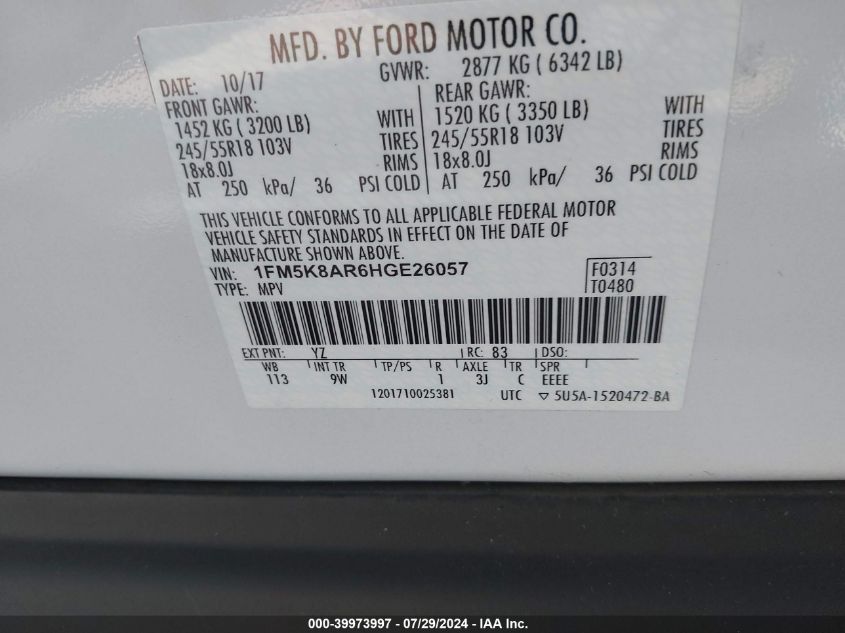 MFD. BY FORD MOTOR CO.
DATE: 10/17 GVWR: 2877 KG ( 6342 LB)
FRONT GAWR: REAR GAWR:
1452 KG ( 3200 LB) WITH 1520 KG ( 3350 LB) WITH
245/55R18 103V TIRES 245/55R18 103V TIRES
18x8.0J RIMS 18x8.0J RIMS
AT 250 kPa/ 36 PSI COLD AT 250 kPa/ 36 PSI COLD
THIS VEHICLE CONFORMS TO ALL APPLICABLE FEDERAL MOTOR
VEHICLE SAFETY STANDARDS IN EFFECT ON THE DATE OF
MANUFACTURE SHOWN ABOVE.
VIN: 1FM5K8AR6HGE26057 F0314
TYPE: MPV T0480
EXT PNT: YZ RC: 83 DSO:
WB INT TR TP/PS R AXLE TR SPR
113 9W 1 3J C EEEE
1201710025381 UTC ▽ 5U5A-1520472-BA
000-39973997 - 07/29/2024 - IAA Inc.